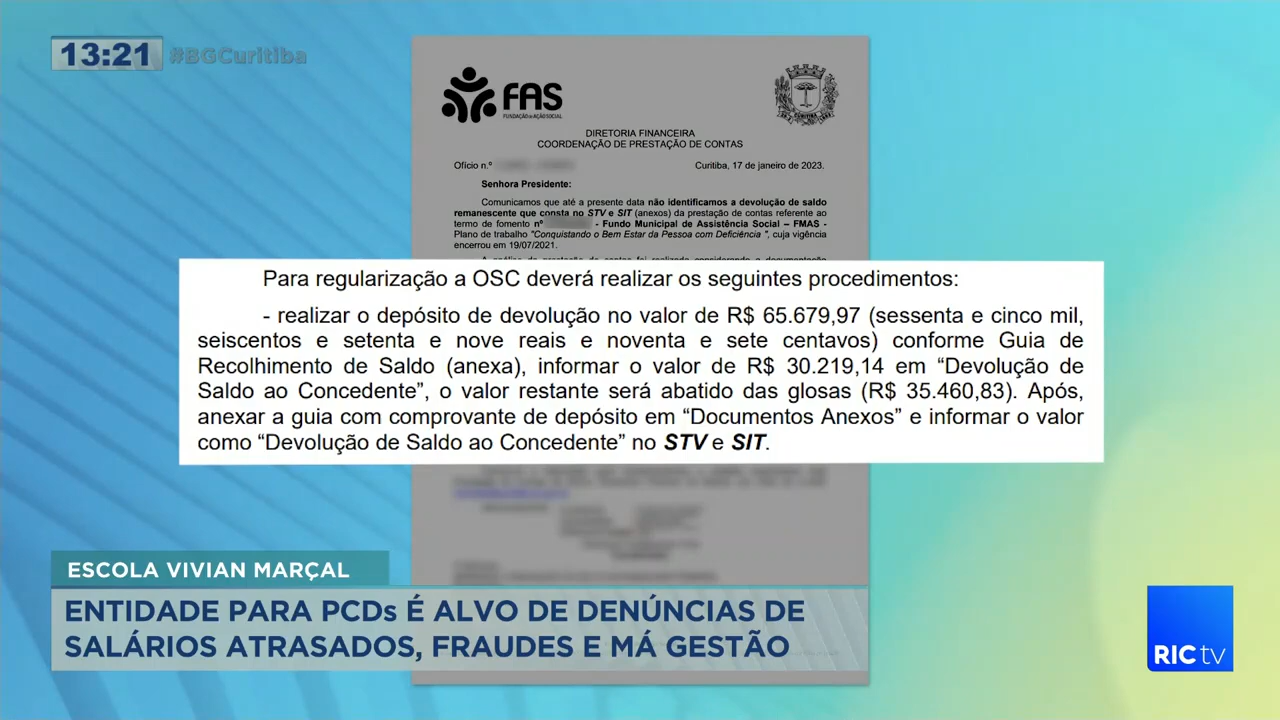 13:21 #BGCuritiba
FAS
FUNDAÇÃO DE AÇÃO SOCIAL
CURITIBA
DIRETORIA FINANCEIRA
COORDENAÇÃO DE PRESTAÇÃO DE CONTAS
Ofício n.º
Curitiba, 17 de janeiro de 2023.
Senhora Presidente:
Comunicamos que até a presente data não identificamos a devolução de saldo
remanescente que consta no STV e SIT (anexos) da prestação de contas referente ao
termo de fomento nº - Fundo Municipal de Assistência Social – FMAS -
Plano de trabalho "Conquistando o Bem Estar da Pessoa com Deficiência ", cuja vigência
encerrou em 19/07/2021.
Para regularização a OSC deverá realizar os seguintes procedimentos:
- realizar o depósito de devolução no valor de R$ 65.679,97 (sessenta e cinco mil,
seiscentos e setenta e nove reais e noventa e sete centavos) conforme Guia de
Recolhimento de Saldo (anexa), informar o valor de R$ 30.219,14 em “Devolução de
Saldo ao Concedente”, o valor restante será abatido das glosas (R$ 35.460,83). Após,
anexar a guia com comprovante de depósito em “Documentos Anexos” e informar o valor
como “Devolução de Saldo ao Concedente” no STV e SIT.
ESCOLA VIVIAN MARÇAL
ENTIDADE PARA PCDs É ALVO DE DENÚNCIAS DE
SALÁRIOS ATRASADOS, FRAUDES E MÁ GESTÃO
RIC tv